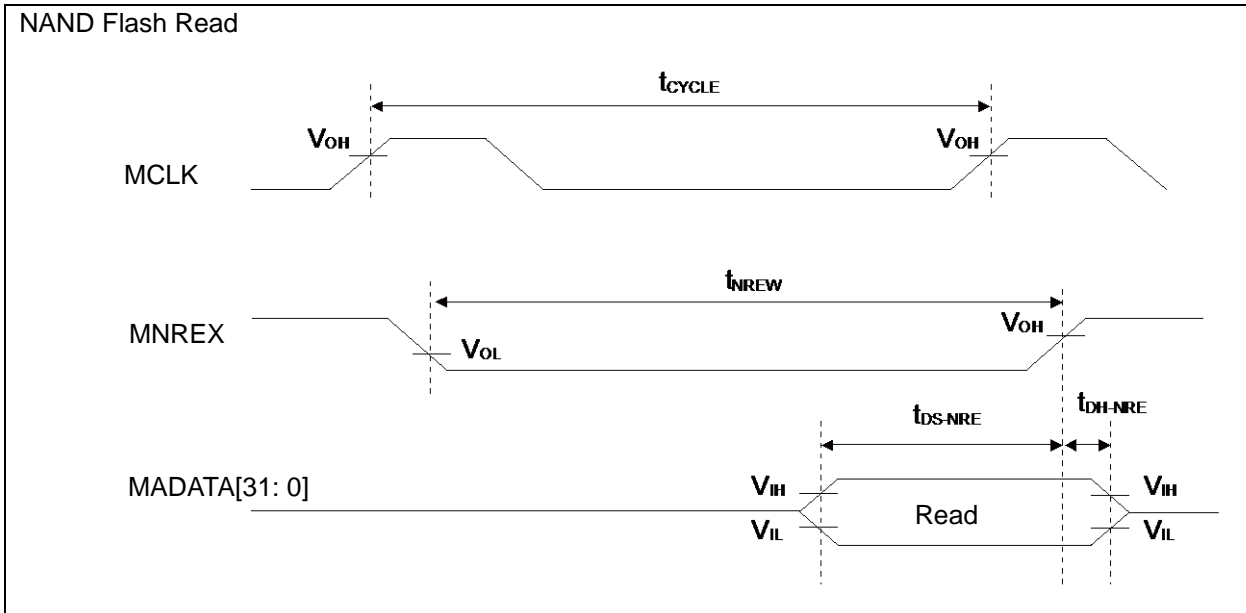 NAND Flash Read
tCYCLE
VOH VOH
MCLK
tNREW
MNREX VOL VOH
tDS-NRE tDH-NRE
MADATA[31: 0] VIH VIH
Read
VIL VIL